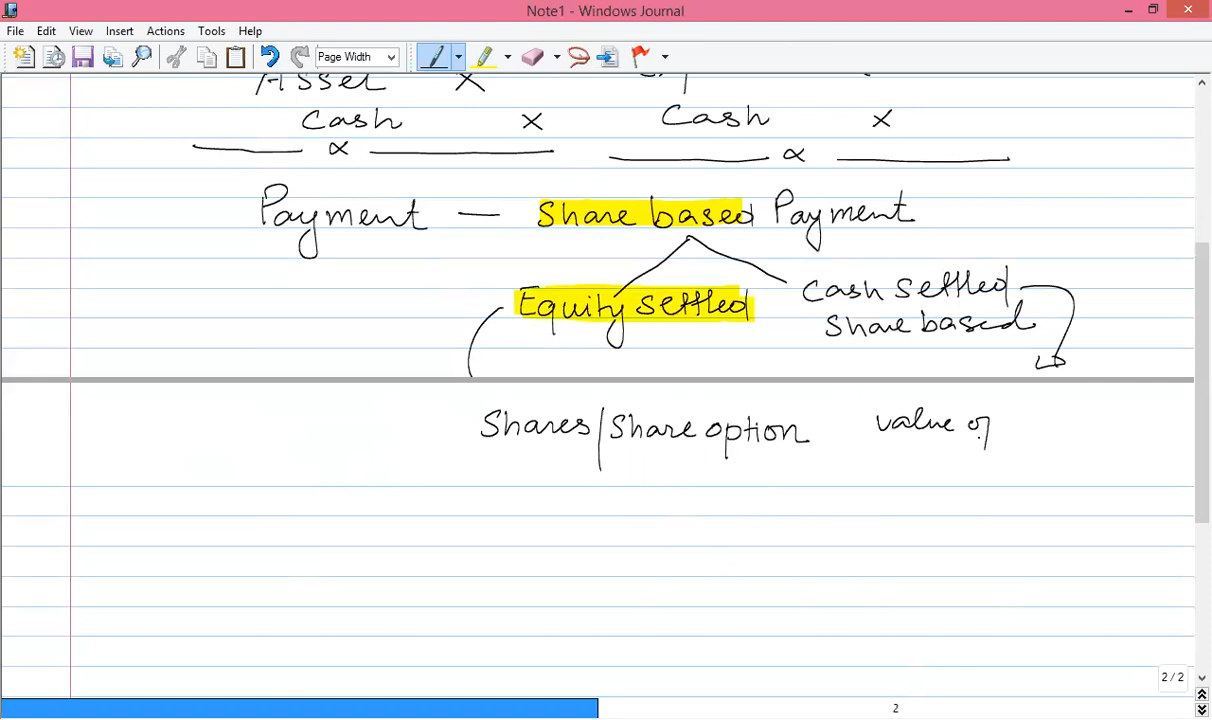 Note1 - Windows Journal
File Edit View Insert Actions Tools Help
Page Width
Asset X
Cash X Cash X
Payment — Share based Payment
Equity Settled Cash Settled
Share based
Shares/Share option value of
2 / 2
2